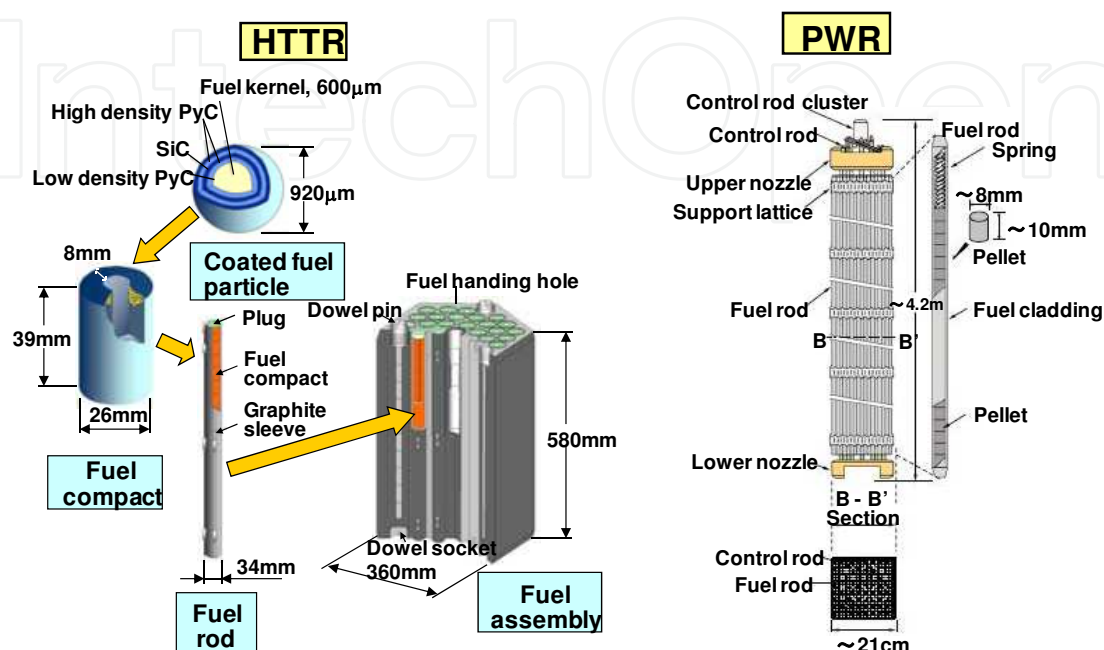 IntechOpen
HTTR
Fuel kernel, 600μm
High density PyC
SiC
Low density PyC
920μm
Coated fuel
particle
8mm
39mm
26mm
Fuel
compact
Plug
Fuel
compact
Graphite
sleeve
34mm
Fuel
rod
Fuel handing hole
Dowel pin
580mm
Dowel socket
360mm
Fuel
assembly
PWR
Control rod cluster
Control rod
Upper nozzle
Support lattice
Fuel rod
B
B'
~4.2m
Lower nozzle
Fuel rod
Spring
~8mm
~10mm
Pellet
Fuel cladding
Pellet
B - B'
Section
Control rod
Fuel rod
~21cm